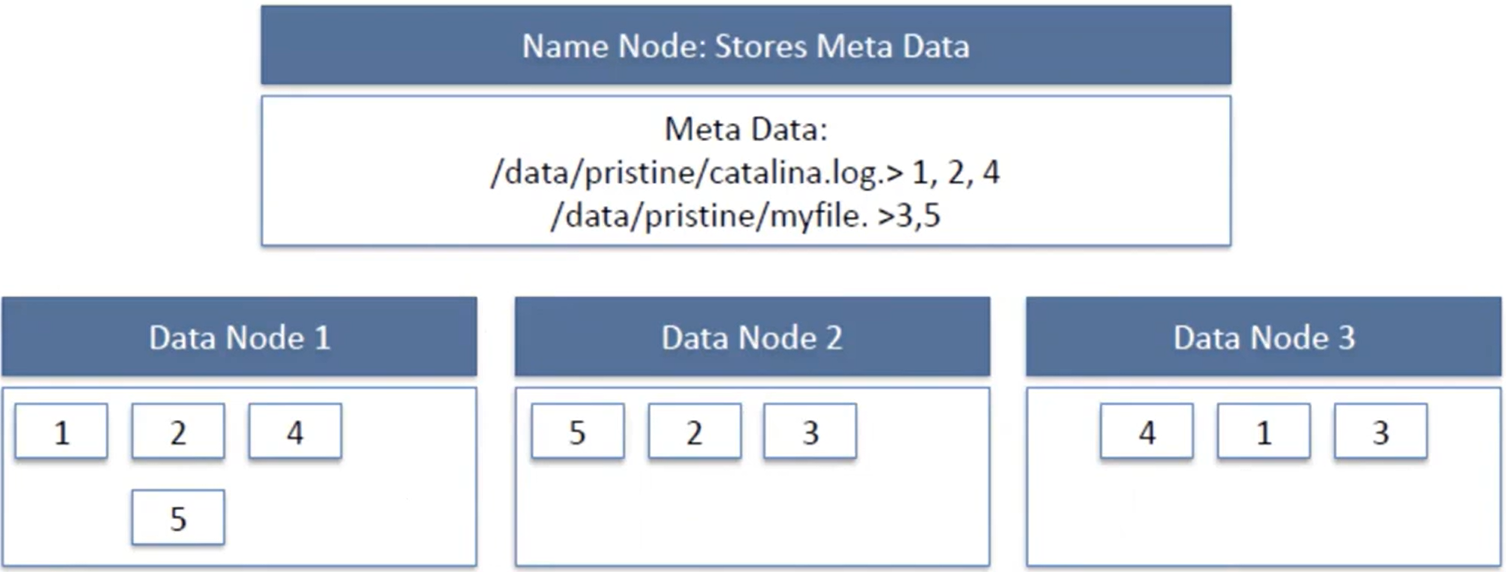 Name Node: Stores Meta Data
Meta Data:
/data/pristine/catalina.log.> 1, 2, 4
/data/pristine/myfile. >3,5
Data Node 1
1 2 4
5
Data Node 2
5 2 3
Data Node 3
4 1 3